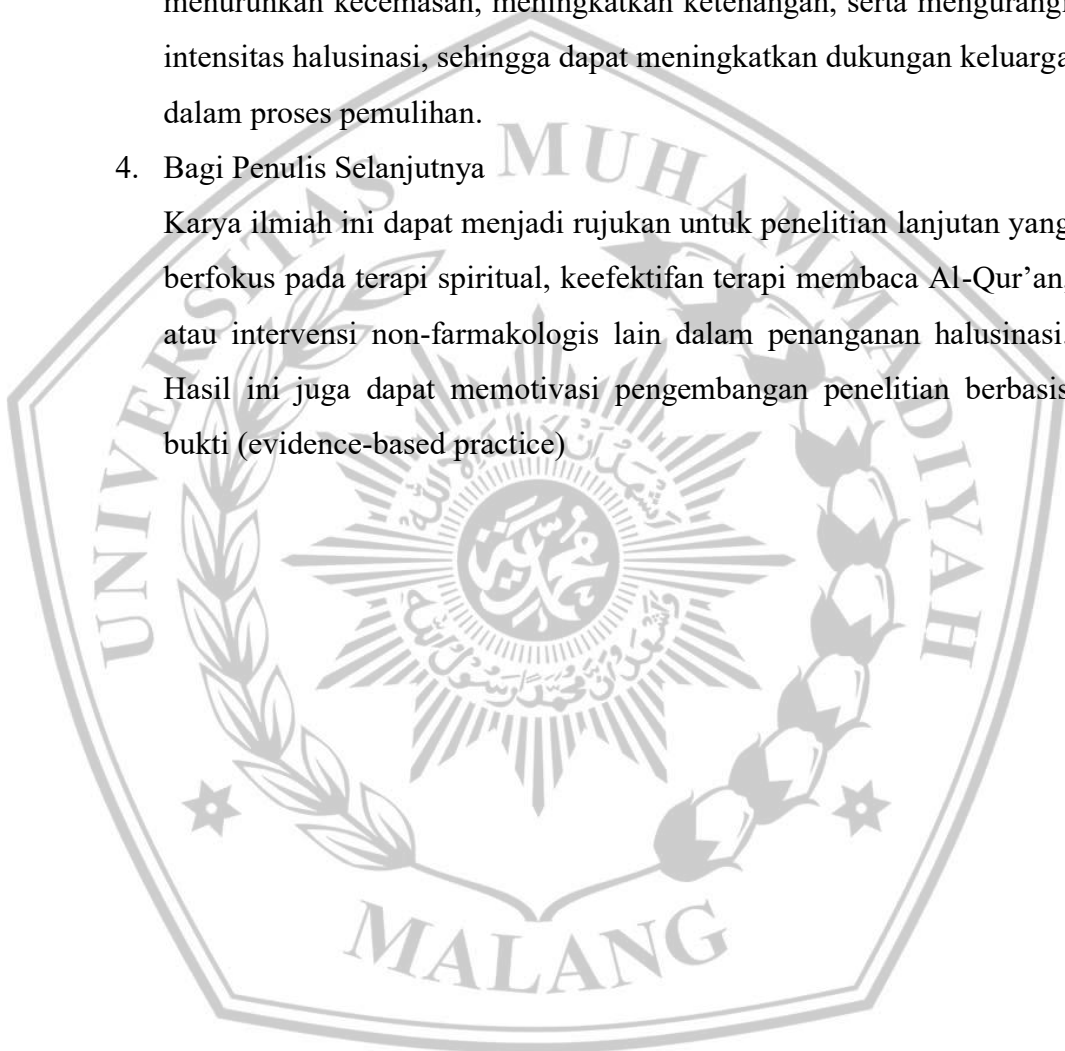 menurunkan kecemasan, meningkatkan ketenangan, serta mengurangi
intensitas halusinasi, sehingga dapat meningkatkan dukungan keluarga
dalam proses pemulihan.
4. Bagi Penulis Selanjutnya
Karya ilmiah ini dapat menjadi rujukan untuk penelitian lanjutan yang
berfokus pada terapi spiritual, keefektifan terapi membaca Al-Qur’an,
atau intervensi non-farmakologis lain dalam penanganan halusinasi.
Hasil ini juga dapat memotivasi pengembangan penelitian berbasis
bukti (evidence-based practice)
UNIVERSITAS MUHAMMADIYAH
MALANG